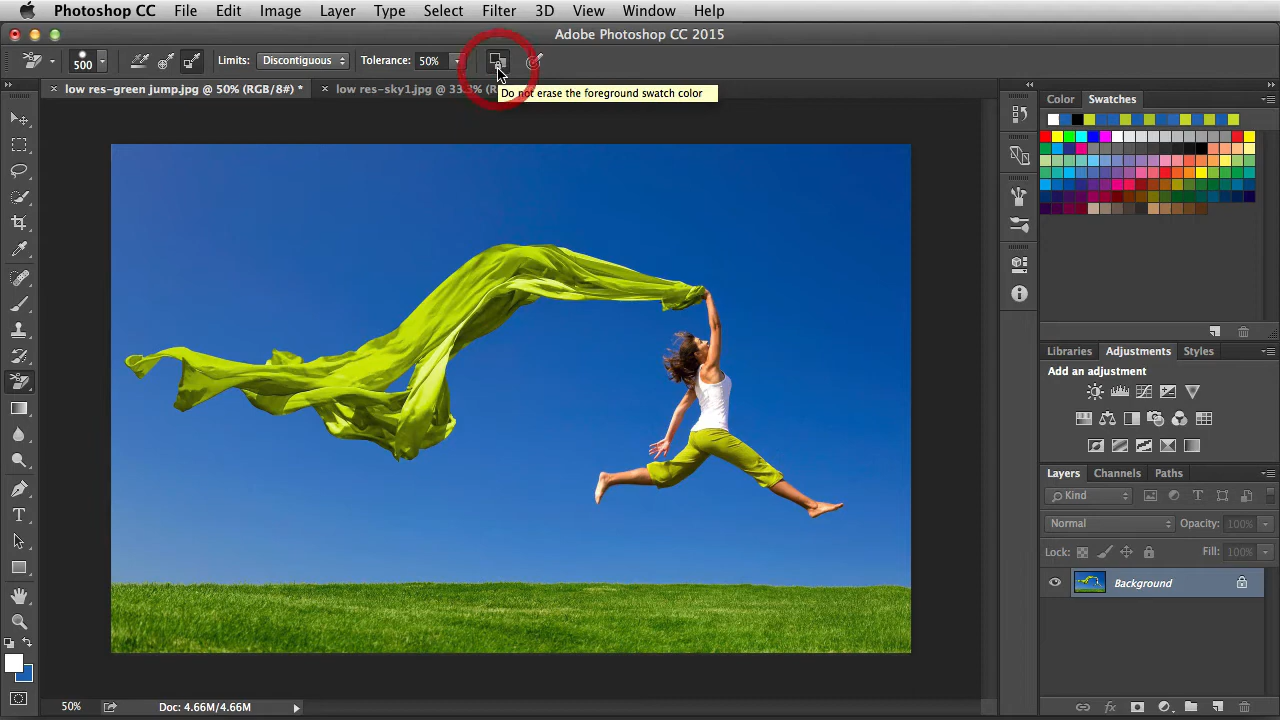 Photoshop CC File Edit Image Layer Type Select Filter 3D View Window Help
Adobe Photoshop CC 2015
500 Limits: Discontiguous Tolerance: 50%
low res-green jump.jpg @ 50% (RGB/8#) * low res-sky1.jpg @ 33.3%
Do not erase the foreground swatch color
Color Swatches
Libraries Adjustments Styles
Add an adjustment
Layers Channels Paths
Kind
Normal Opacity: 100%
Lock: Fill: 100%
Background
50% Doc: 4.66M/4.66M